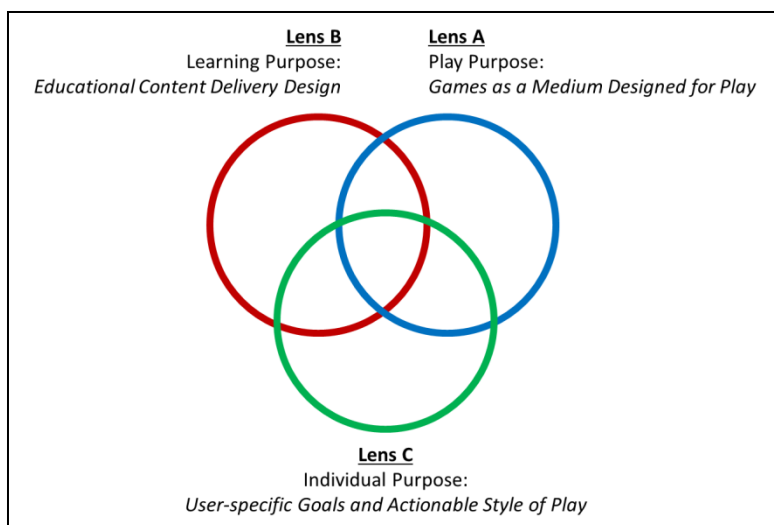 Lens B
Learning Purpose:
Educational Content Delivery Design
Lens A
Play Purpose:
Games as a Medium Designed for Play
Lens C
Individual Purpose:
User-specific Goals and Actionable Style of Play